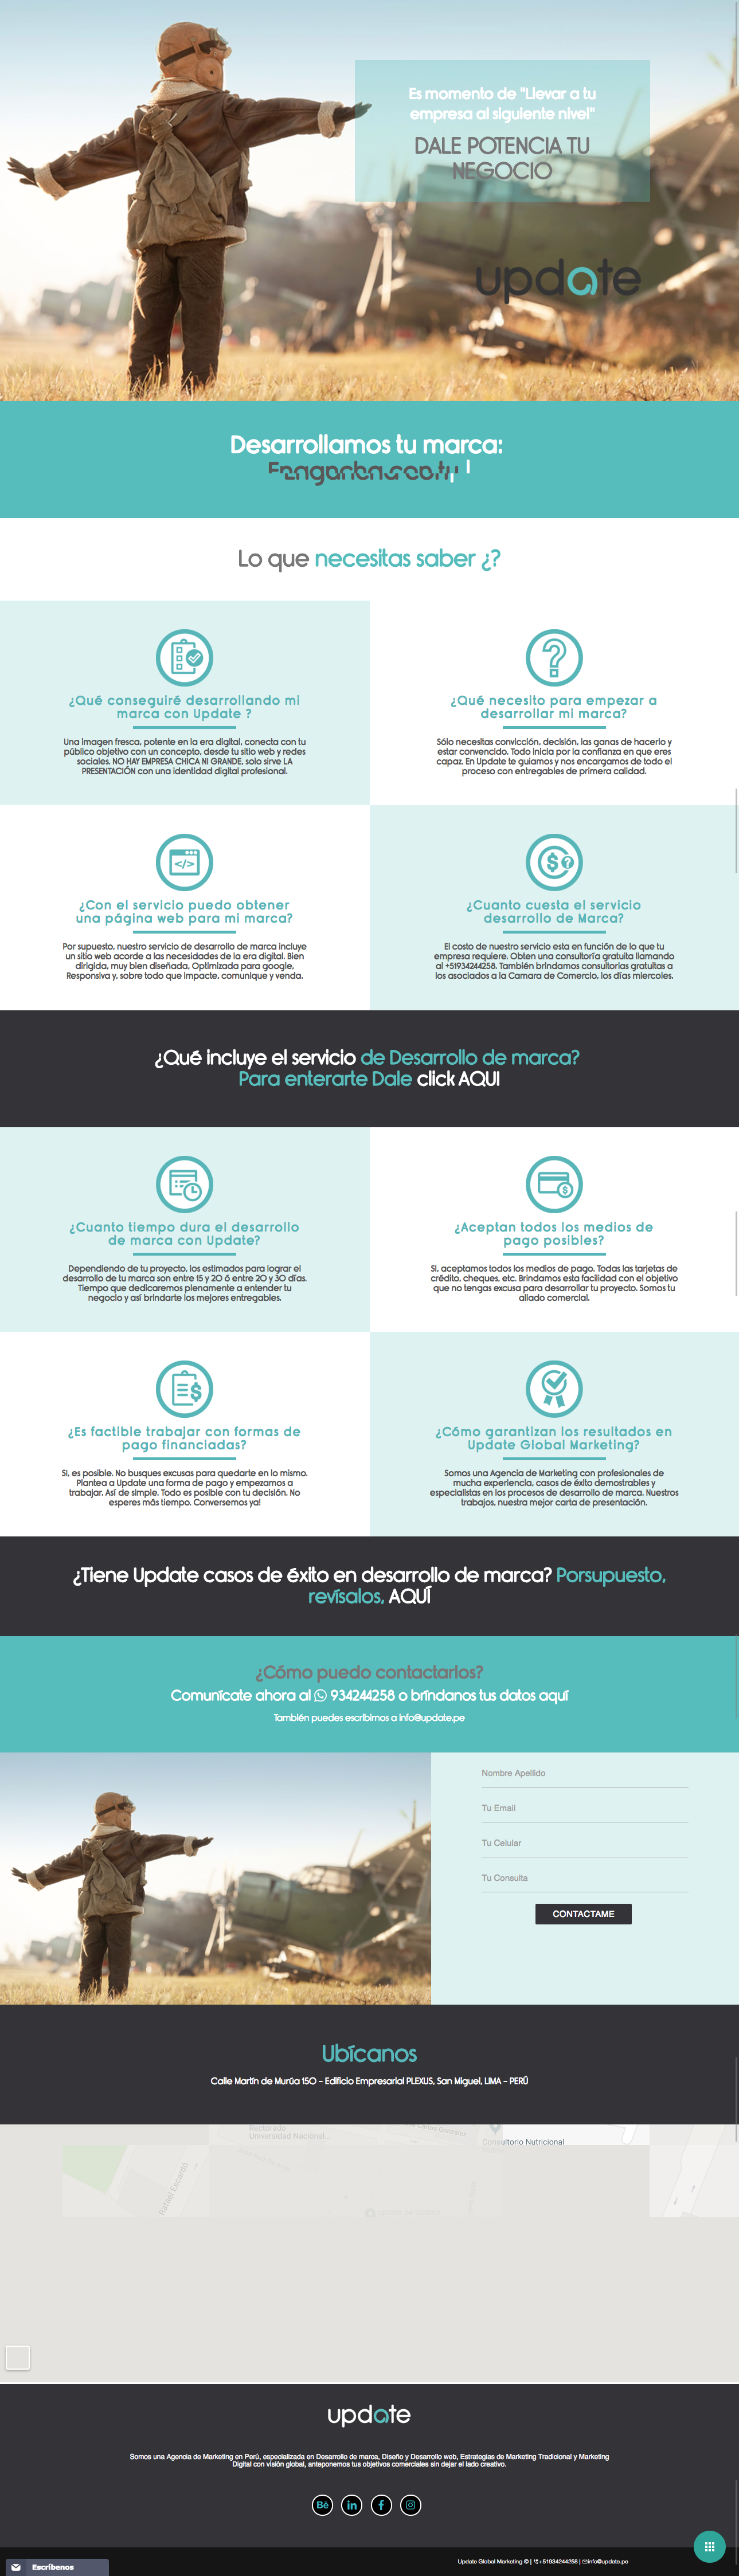 Es momento de "Llevar a tu
empresa al siguiente nivel"
DALE POTENCIA TU
NEGOCIO
update
Desarrollamos tu marca:
Lo que necesitas saber ¿?
¿Qué conseguiré desarrollando mi
marca con Update ?
Una imagen fresca, potente en la era digital, conecta con tu
público objetivo con un concepto, desde tu sitio web y redes
sociales. NO HAY EMPRESA CHICA NI GRANDE, solo sirve LA
PRESENTACIÓN con una identidad digital profesional.
¿Qué necesito para empezar a
desarrollar mi marca?
Sólo necesitas convicción, decisión, las ganas de hacerlo y
estar convencido. Todo inicia por la confianza en que eres
capaz. En Update te guiamos y nos encargamos de todo el
proceso con entregables de primera calidad.
¿Con el servicio puedo obtener
una página web para mi marca?
Por supuesto, nuestro servicio de desarrollo de marca incluye
un sitio web acorde a las necesidades de la era digital. Bien
dirigida, muy bien diseñada, Optimizada para google,
Responsiva y, sobre todo que impacte, comunique y venda.
¿Cuanto cuesta el servicio
desarrollo de Marca?
El costo de nuestro servicio esta en función de lo que tu
empresa requiere. Obten una consultoría gratuita llamando
al +51934244258. También brindamos consultorias gratuitas a
los asociados a la Camara de Comercio, los días miercoles.
¿Qué incluye el servicio de Desarrollo de marca?
Para enterarte Dale click AQUI
¿Cuanto tiempo dura el desarrollo
de marca con Update?
Dependiendo de tu proyecto, los estimados para lograr el
desarrollo de tu marca son entre 15 y 20 ó entre 20 y 30 días.
Tiempo que dedicaremos plenamente a entender tu
negocio y así brindarte los mejores entregables.
¿Aceptan todos los medios de
pago posibles?
Si, aceptamos todos los medios de pago. Todas las tarjetas de
crédito, cheques, etc. Brindamos esta facilidad con el objetivo
que no tengas excusa para desarrollar tu proyecto. Somos tu
aliado comercial.
¿Es factible trabajar con formas de
pago financiadas?
Si, es posible. No busques excusas para quedarte en lo mismo.
Plantea a Update una forma de pago y empezamos a
trabajar. Así de simple. Todo es posible con tu decisión. No
esperes más tiempo. Conversemos ya!
¿Cómo garantizan los resultados en
Update Global Marketing?
Somos una Agencia de Marketing con profesionales de
mucha experiencia, casos de éxito demostrables y
especialistas en los procesos de desarrollo de marca. Nuestros
trabajos, nuestra mejor carta de presentación.
¿Tiene Update casos de éxito en desarrollo de marca? Porsupuesto,
revísalos, AQUÍ
¿Cómo puedo contactarlos?
Comunícate ahora al 934244258 o bríndanos tus datos aquí
También puedes escribirnos a info@update.pe
Nombre Apellido
Tu Email
Tu Celular
Tu Consulta
CONTACTAME
Ubícanos
Calle Martín de Murúa 150 - Edificio Empresarial PLEXUS, San Miguel, LIMA - PERÚ
Rectorado
Universidad Nacional
Gonzales
Consultorio Nutricional
Rafael Escardó
update
Somos una Agencia de Marketing en Perú, especializada en Desarrollo de marca, Diseño y Desarrollo web, Estrategias de Marketing Tradicional y Marketing
Digital con visión global, anteponemos tus objetivos comerciales sin dejar el lado creativo.
Bē in f
Update Global Marketing © | +51934244258 | info@update.pe
Escríbenos